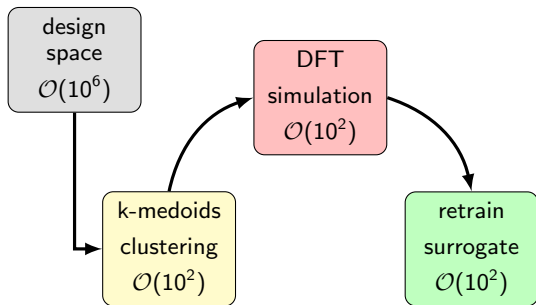 design
space
𝒪(10⁶)
k-medoids
clustering
𝒪(10²)
DFT
simulation
𝒪(10²)
retrain
surrogate
𝒪(10²)